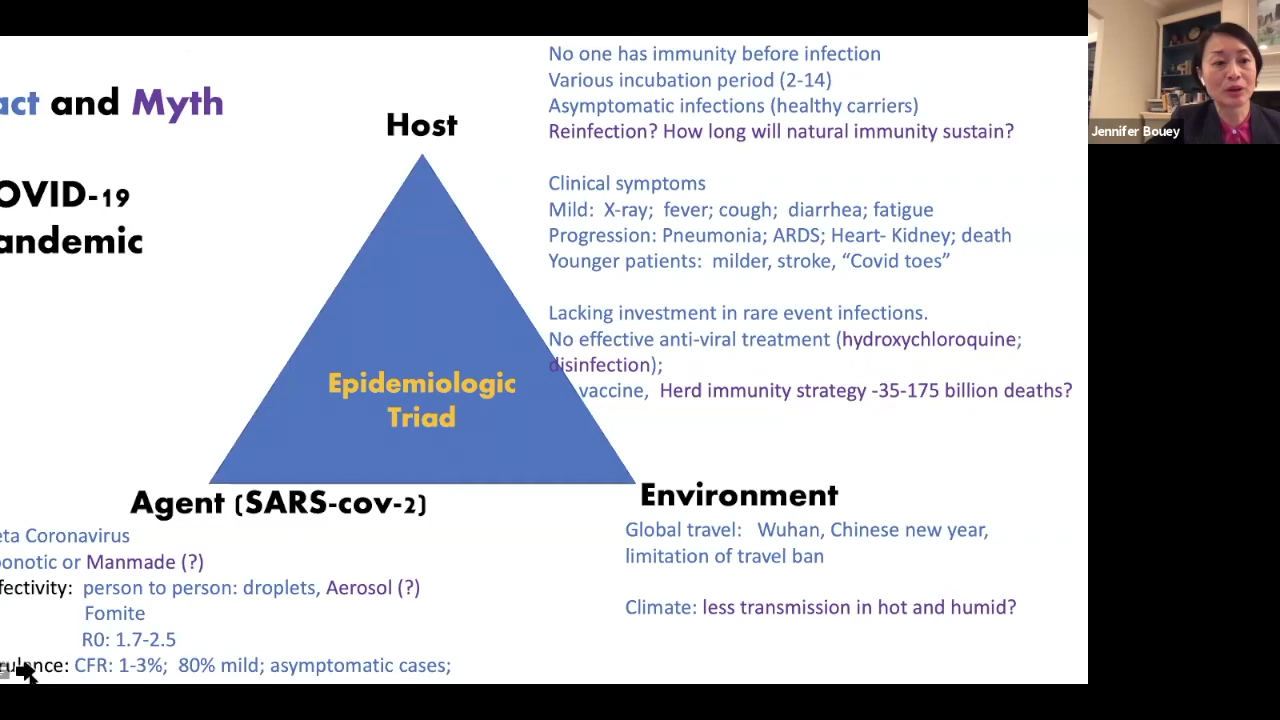 act and Myth
OVID-19
andemic
Host
No one has immunity before infection
Various incubation period (2-14)
Asymptomatic infections (healthy carriers)
Reinfection? How long will natural immunity sustain?
Clinical symptoms
Mild: X-ray; fever; cough; diarrhea; fatigue
Progression: Pneumonia; ARDS; Heart- Kidney; death
Younger patients: milder, stroke, “Covid toes”
Lacking investment in rare event infections.
No effective anti-viral treatment (hydroxychloroquine;
disinfection);
vaccine, Herd immunity strategy -35-175 billion deaths?
Epidemiologic
Triad
Agent (SARS-cov-2)
eta Coronavirus
onotic or Manmade (?)
fectivity: person to person: droplets, Aerosol (?)
Fomite
R0: 1.7-2.5
rulence: CFR: 1-3%; 80% mild; asymptomatic cases;
Environment
Global travel: Wuhan, Chinese new year,
limitation of travel ban
Climate: less transmission in hot and humid?
Jennifer Bouey